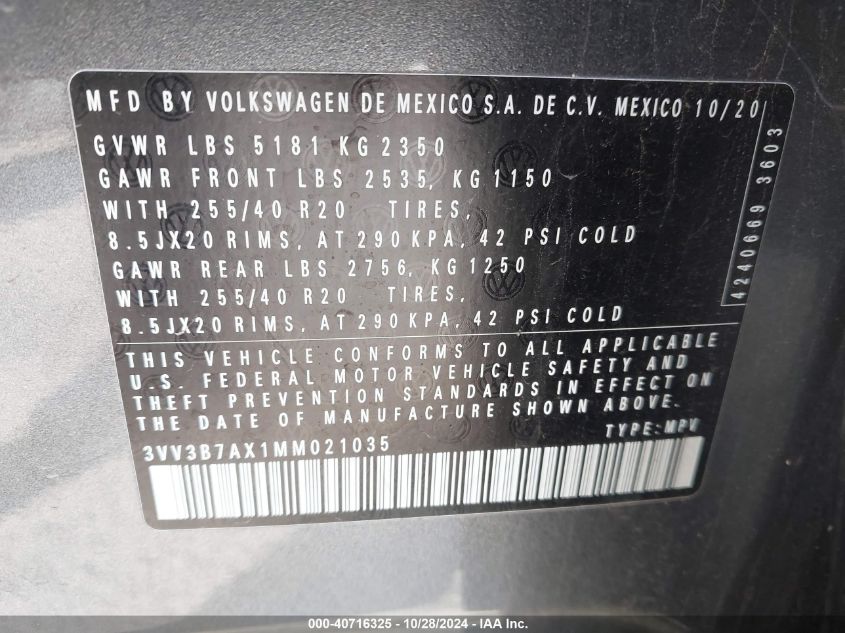 MFD BY VOLKSWAGEN DE MEXICO S.A. DE C.V. MEXICO 10/20
GVWR LBS 5181 KG 2350
GAWR FRONT LBS 2535, KG 1150
WITH 255/40 R20 TIRES,
8.5JX20 RIMS, AT 290 KPA, 42 PSI COLD
GAWR REAR LBS 2756, KG 1250
WITH 255/40 R20 TIRES,
8.5JX20 RIMS, AT 290 KPA, 42 PSI COLD
4240669 3603
THIS VEHICLE CONFORMS TO ALL APPLICABLE
U.S. FEDERAL MOTOR VEHICLE SAFETY AND
THEFT PREVENTION STANDARDS IN EFFECT ON
THE DATE OF MANUFACTURE SHOWN ABOVE.
TYPE:MPV
3VV3B7AX1MM021035
000-40716325 - 10/28/2024 - IAA Inc.